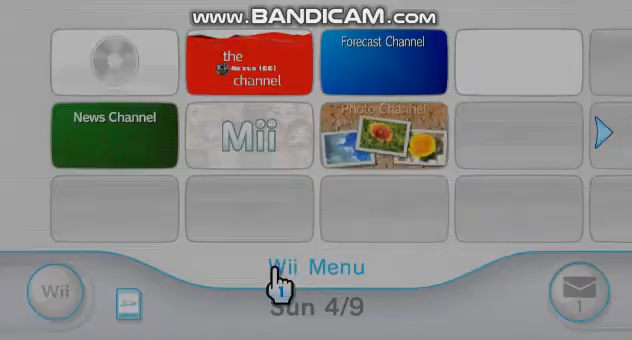 www.BANDICAM.com
the
channel
Forecast Channel
News Channel
Mii
Photo Channel
Wii Menu
1
Wii
Sun 4/9
1